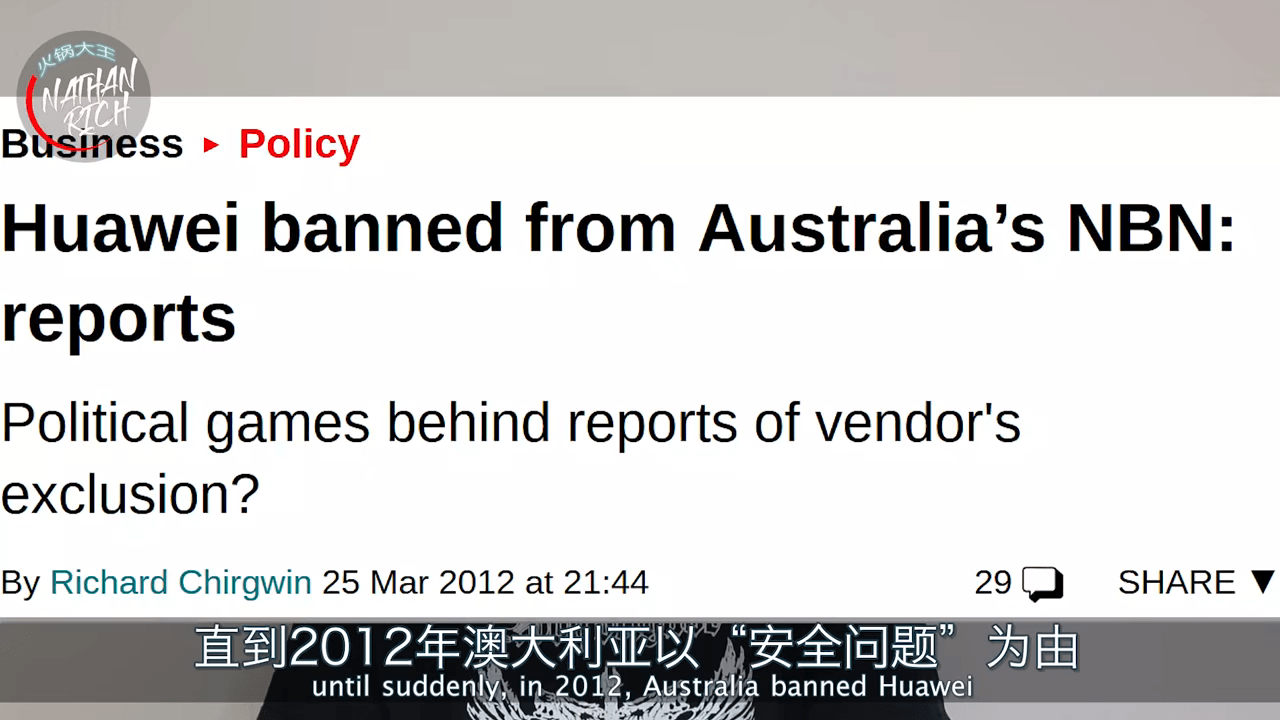 火锅大王
NATHAN
RICH
Business ▸ Policy
Huawei banned from Australia’s NBN:
reports
Political games behind reports of vendor's
exclusion?
By Richard Chirgwin 25 Mar 2012 at 21:44
29 SHARE ▼
直到2012年澳大利亚以“安全问题”为由
until suddenly, in 2012, Australia banned Huawei